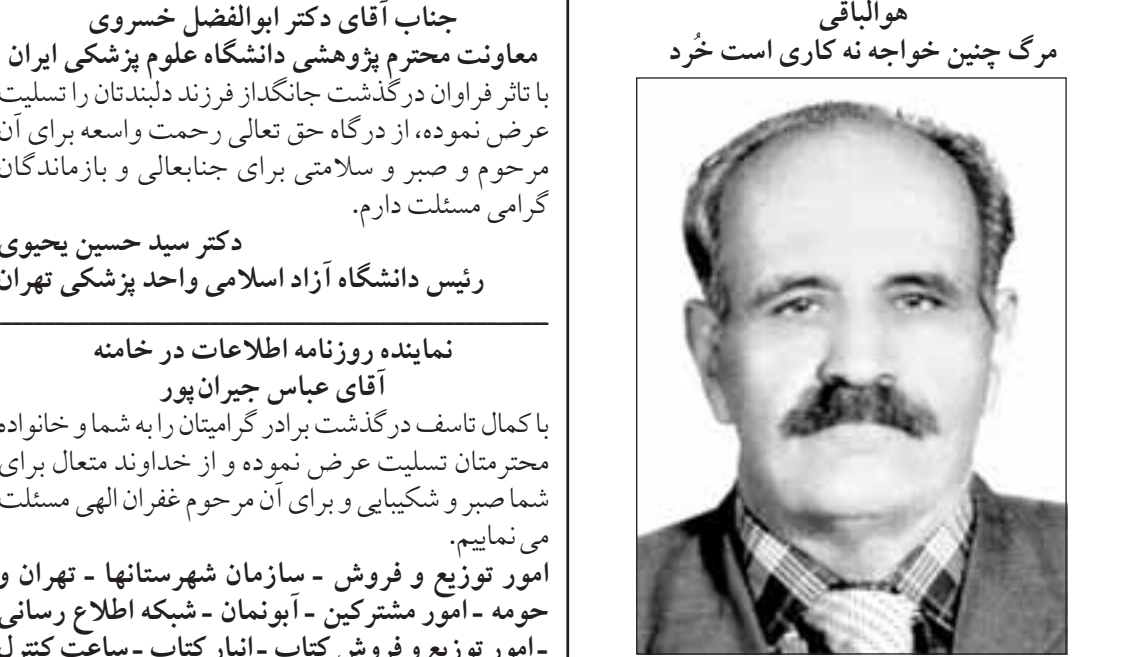 هوالباقی
مرگ چنین خواجه نه کاری است خُرد
جناب آقای دکتر ابوالفضل خسروی
معاونت محترم پژوهشی دانشگاه علوم پزشکی ایران
با تاثر فراوان درگذشت جانگداز فرزند دلبندتان را تسلیت
عرض نموده، از درگاه حق تعالی رحمت واسعه برای آن
مرحوم و صبر و سلامتی برای جنابعالی و بازماندگان
گرامی مسئلت دارم.
دکتر سید حسین یحیوی
رئیس دانشگاه آزاد اسلامی واحد پزشکی تهران
نماینده روزنامه اطلاعات در خامنه
آقای عباس جیران‌پور
با کمال تاسف درگذشت برادر گرامیتان را به شما و خانواده
محترمتان تسلیت عرض نموده و از خداوند متعال برای
شما صبر و شکیبایی و برای آن مرحوم غفران الهی مسئلت
می نماییم.
امور توزیع و فروش ـ سازمان شهرستانها ـ تهران و
حومه ـ امور مشترکین ـ آبونمان ـ شبکه اطلاع رسانی
ـ امور توزیع و فروش کتاب ـ انبار کتاب ـ ساعت کنترل